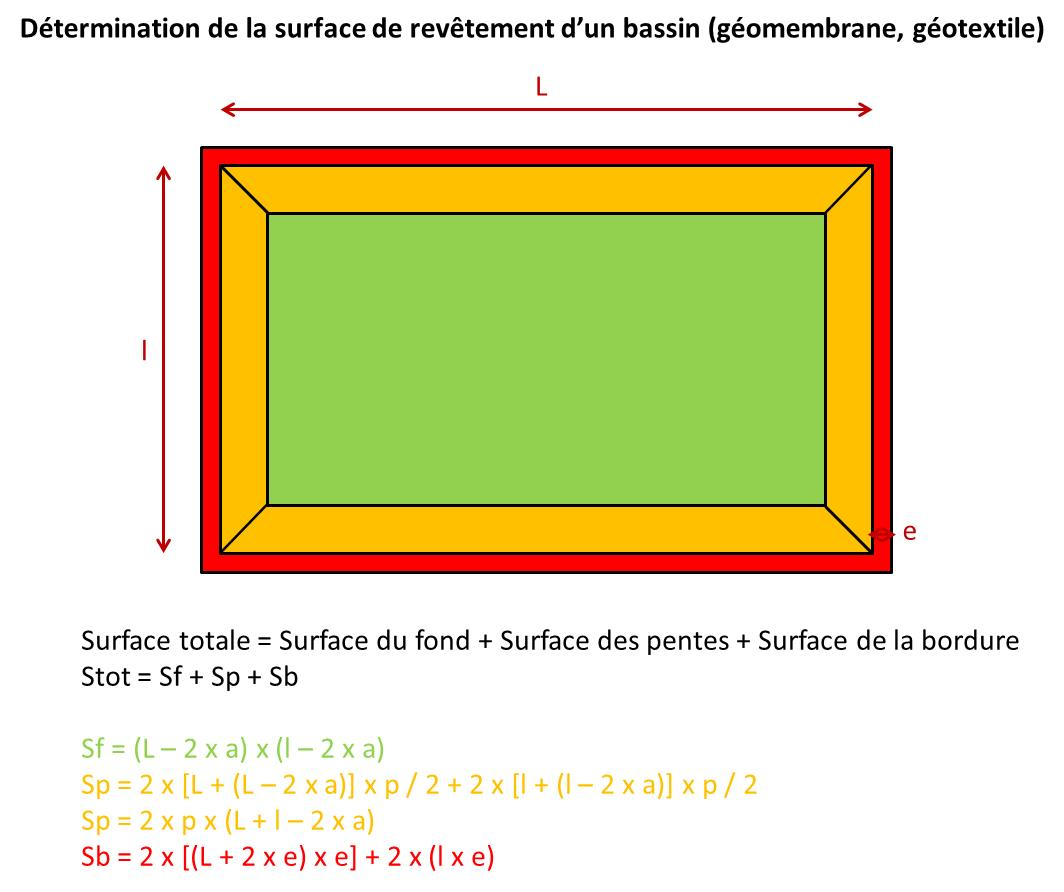 Détermination de la surface de revêtement d’un bassin (géomembrane, géotextile)
L
l
e
Surface totale = Surface du fond + Surface des pentes + Surface de la bordure
Stot = Sf + Sp + Sb
Sf = (L – 2 x a) x (l – 2 x a)
Sp = 2 x [L + (L – 2 x a)] x p / 2 + 2 x [l + (l – 2 x a)] x p / 2
Sp = 2 x p x (L + l – 2 x a)
Sb = 2 x [(L + 2 x e) x e] + 2 x (l x e)